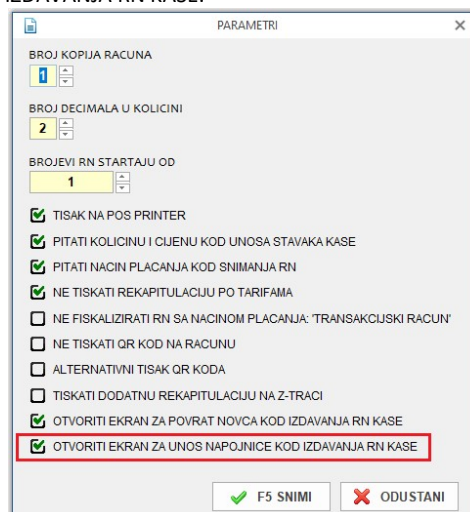 IZDAVANJA RN KASE.
PARAMETRI
BROJ KOPIJA RACUNA
1
BROJ DECIMALA U KOLICINI
2
BROJEVI RN STARTAJU OD
1
TISAK NA POS PRINTER
PITATI KOLICINU I CIJENU KOD UNOSA STAVAKA KASE
PITATI NACIN PLACANJA KOD SNIMANJA RN
NE TISKATI REKAPITULACIJU PO TARIFAMA
NE FISKALIZIRATI RN SA NACINOM PLACANJA: 'TRANSAKCIJSKI RACUN'
NE TISKATI QR KOD NA RACUNU
ALTERNATIVNI TISAK QR KODA
TISKATI DODATNU REKAPITULACIJU NA Z-TRACI
OTVORITI EKRAN ZA POVRAT NOVCA KOD IZDAVANJA RN KASE
OTVORITI EKRAN ZA UNOS NAPOJNICE KOD IZDAVANJA RN KASE
F5 SNIMI
ODUSTANI